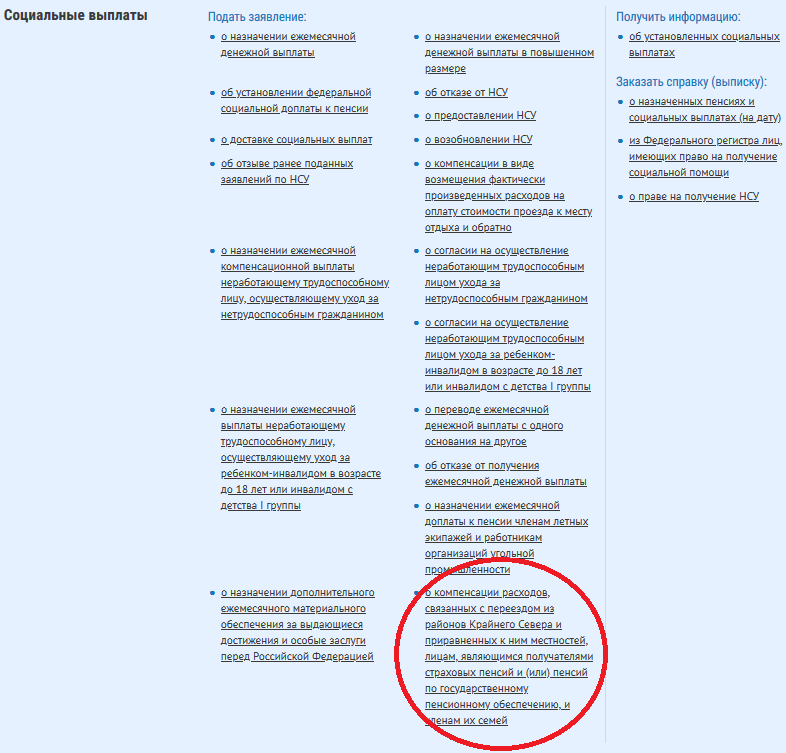 Социальные выплаты
Подать заявление:
о назначении ежемесячной
денежной выплаты
об установлении федеральной
социальной доплаты к пенсии
о доставке социальных выплат
об отзыве ранее поданных
заявлений по НСУ
о назначении ежемесячной
компенсационной выплаты
неработающему трудоспособному
лицу, осуществляющему уход за
нетрудоспособным гражданином
о назначении ежемесячной
выплаты неработающему
трудоспособному лицу,
осуществляющему уход за
ребенком-инвалидом в возрасте
до 18 лет или инвалидом с
детства I группы
о назначении дополнительного
ежемесячного материального
обеспечения за выдающиеся
достижения и особые заслуги
перед Российской Федерацией
о назначении ежемесячной
денежной выплаты в повышенном
размере
об отказе от НСУ
о предоставлении НСУ
о возобновлении НСУ
о компенсации в виде
возмещения фактически
произведенных расходов на
оплату стоимости проезда к месту
отдыха и обратно
о согласии на осуществление
неработающим трудоспособным
лицом ухода за
нетрудоспособным гражданином
о согласии на осуществление
неработающим трудоспособным
лицом ухода за ребенком-
инвалидом в возрасте до 18 лет
или инвалидом с детства I группы
о переводе ежемесячной
денежной выплаты с одного
основания на другое
об отказе от получения
ежемесячной денежной выплаты
о назначении ежемесячной
доплаты к пенсии членам летных
экипажей и работникам
организаций угольной
промышленности
о компенсации расходов,
связанных с переездом из
районов Крайнего Севера и
приравненных к ним местностей,
лицам, являющимся получателями
страховых пенсий и (или) пенсий
по государственному
пенсионному обеспечению, и
членам их семей
Получить информацию:
об установленных социальных
выплатах
Заказать справку (выписку):
о назначенных пенсиях и
социальных выплатах (на дату)
из Федерального регистра лиц,
имеющих право на получение
социальной помощи
о праве на получение НСУ